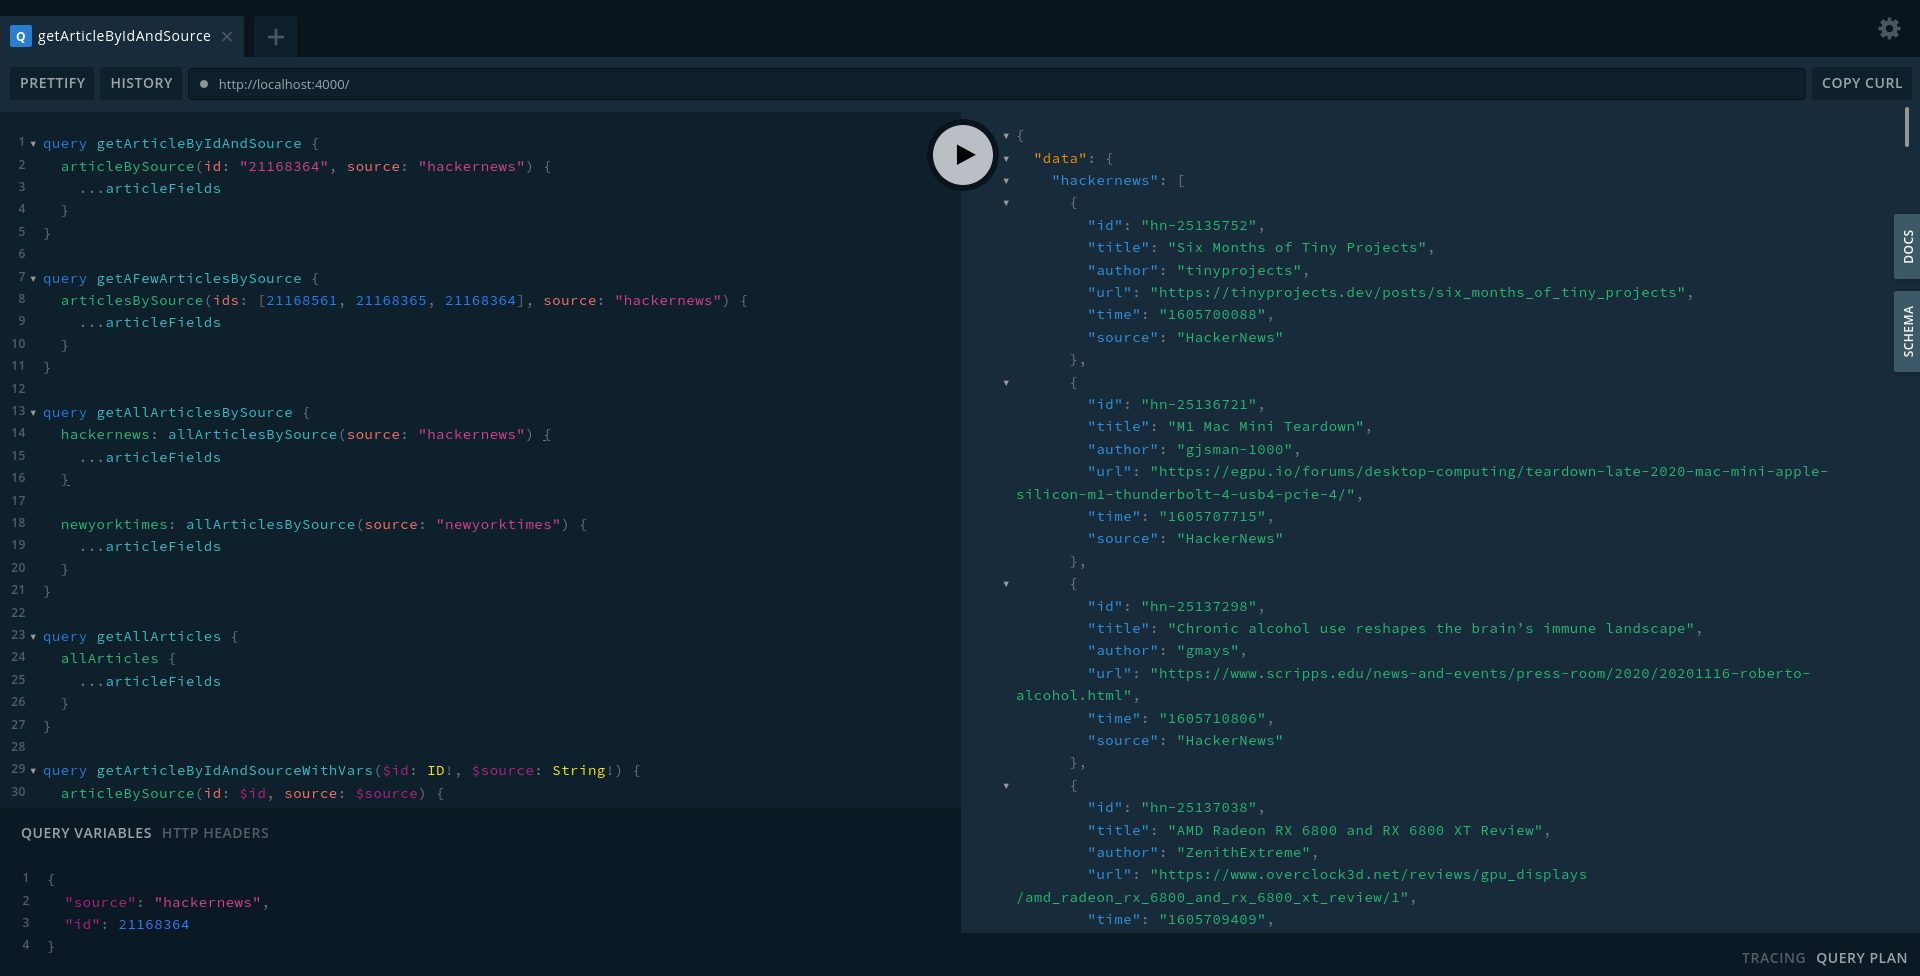 Q getArticleByIdAndSource × +
PRETTIFY HISTORY http://localhost:4000/ COPY CURL
1 query getArticleByIdAndSource {
2 articleBySource(id: "21168364", source: "hackernews") {
3 ...articleFields
4 }
5 }
6
7 query getAFewArticlesBySource {
8 articlesBySource(ids: [21168561, 21168365, 21168364], source: "hackernews") {
9 ...articleFields
10 }
11 }
12
13 query getAllArticlesBySource {
14 hackernews: allArticlesBySource(source: "hackernews") {
15 ...articleFields
16 }
17
18 newyorktimes: allArticlesBySource(source: "newyorktimes") {
19 ...articleFields
20 }
21 }
22
23 query getAllArticles {
24 allArticles {
25 ...articleFields
26 }
27 }
28
29 query getArticleByIdAndSourceWithVars($id: ID!, $source: String!) {
30 articleBySource(id: $id, source: $source) {
QUERY VARIABLES HTTP HEADERS
1 {
2 "source": "hackernews",
3 "id": 21168364
4 }
{
"data": {
"hackernews": [
{
"id": "hn-25135752",
"title": "Six Months of Tiny Projects",
"author": "tinyprojects",
"url": "https://tinyprojects.dev/posts/six_months_of_tiny_projects",
"time": "1605700088",
"source": "HackerNews"
},
{
"id": "hn-25136721",
"title": "M1 Mac Mini Teardown",
"author": "gjsman-1000",
"url": "https://egpu.io/forums/desktop-computing/teardown-late-2020-mac-mini-apple-
silicon-m1-thunderbolt-4-usb4-pcie-4/",
"time": "1605707715",
"source": "HackerNews"
},
{
"id": "hn-25137298",
"title": "Chronic alcohol use reshapes the brain’s immune landscape",
"author": "gmays",
"url": "https://www.scripps.edu/news-and-events/press-room/2020/20201116-roberto-
alcohol.html",
"time": "1605710806",
"source": "HackerNews"
},
{
"id": "hn-25137038",
"title": "AMD Radeon RX 6800 and RX 6800 XT Review",
"author": "ZenithExtreme",
"url": "https://www.overclock3d.net/reviews/gpu_displays
/amd_radeon_rx_6800_and_rx_6800_xt_review/1",
"time": "1605709409",
DOCS
SCHEMA
TRACING QUERY PLAN